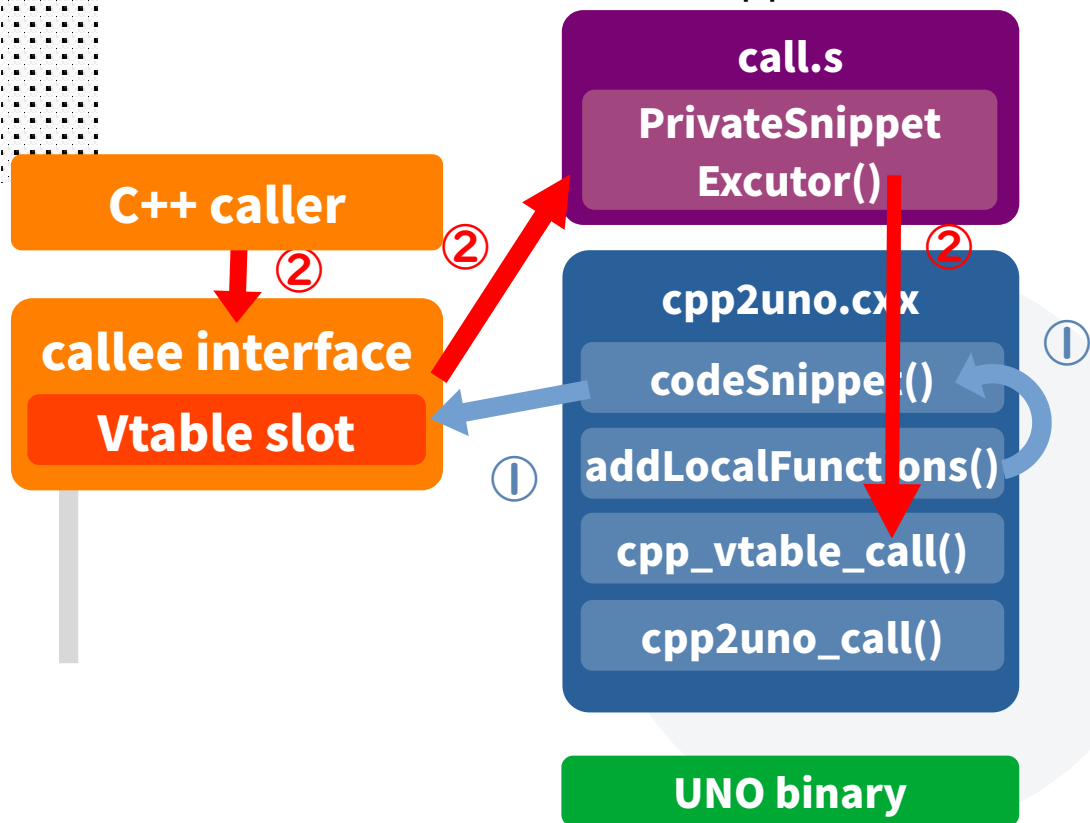 call.s
PrivateSnippet
Excutor()
C++ caller
②
②
②
callee interface
Vtable slot
cpp2uno.cxx
①
codeSnippet()
addLocalFunctions()
①
cpp_vtable_call()
cpp2uno_call()
UNO binary